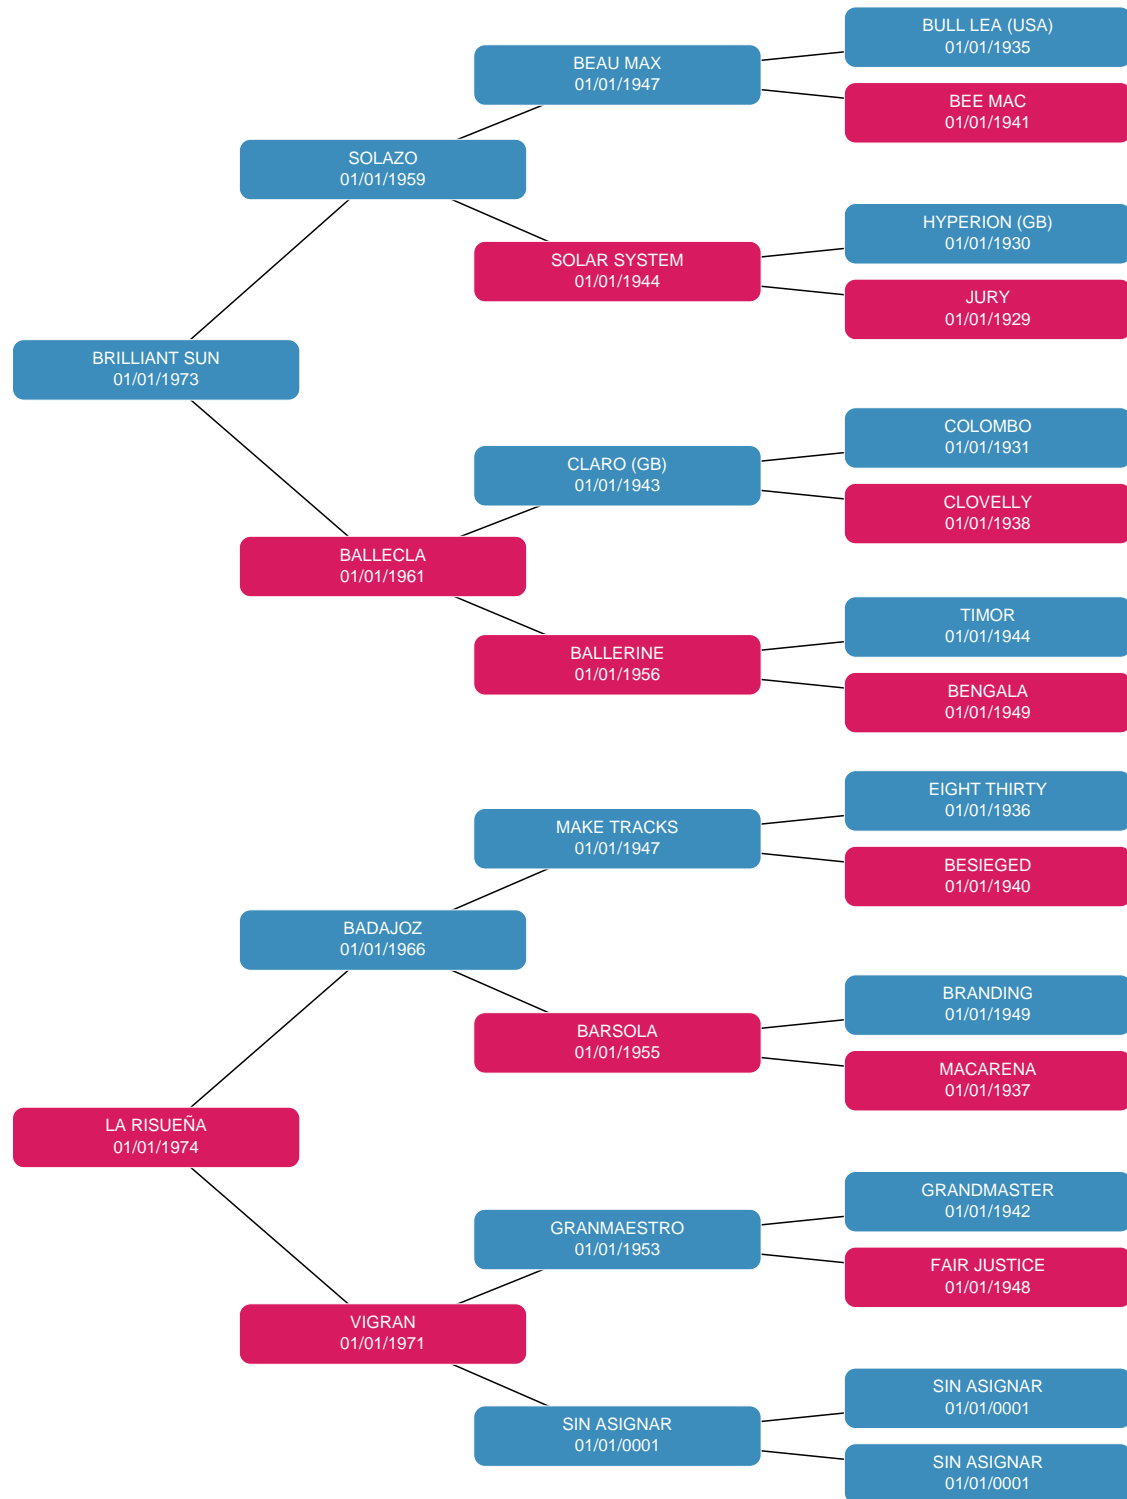 BULL LEA (USA)
01/01/1935
BEAU MAX
01/01/1947
BEE MAC
01/01/1941
SOLAZO
01/01/1959
HYPERION (GB)
01/01/1930
SOLAR SYSTEM
01/01/1944
JURY
01/01/1929
BRILLIANT SUN
01/01/1973
COLOMBO
01/01/1931
CLARO (GB)
01/01/1943
CLOVELLY
01/01/1938
BALLECLA
01/01/1961
TIMOR
01/01/1944
BALLERINE
01/01/1956
BENGALA
01/01/1949
EIGHT THIRTY
01/01/1936
MAKE TRACKS
01/01/1947
BESIEGED
01/01/1940
BADAJOZ
01/01/1966
BRANDING
01/01/1949
BARSOLA
01/01/1955
MACARENA
01/01/1937
LA RISUEÑA
01/01/1974
GRANDMASTER
01/01/1942
GRANMAESTRO
01/01/1953
FAIR JUSTICE
01/01/1948
VIGRAN
01/01/1971
SIN ASIGNAR
01/01/0001
SIN ASIGNAR
01/01/0001
SIN ASIGNAR
01/01/0001